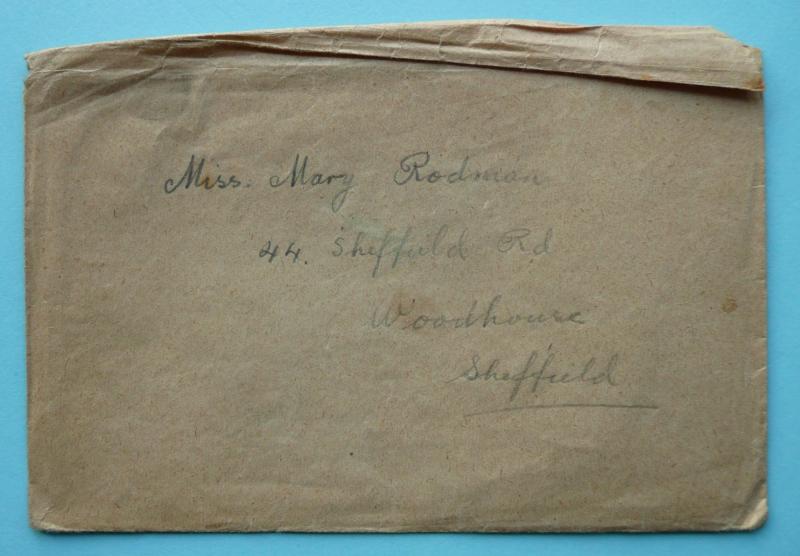 Miss. Mary Rodman
44. Sheffield Rd
Woodhouse
Sheffield